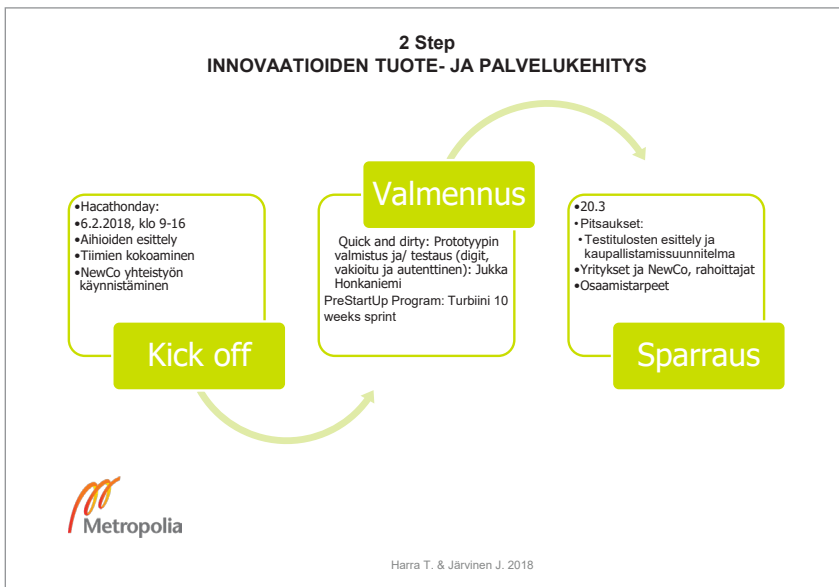 2 Step
INNOVAATIOIDEN TUOTE- JA PALVELUKEHITYS
•Hacathonday:
•6.2.2018, klo 9-16
•Aihioiden esittely
•Tiimien kokoaminen
•NewCo yhteistyön
käynnistäminen
Kick off
Valmennus
Quick and dirty: Prototyypin
valmistus ja/ testaus (digit,
vakioitu ja autenttinen): Jukka
Honkaniemi
PreStartUp Program: Turbiini 10
weeks sprint
•20.3
•Pitsaukset:
•Testitulosten esittely ja
kaupallistamissuunnitelma
•Yritykset ja NewCo, rahoittajat
•Osaamistarpeet
Sparraus
Metropolia
Harra T. & Järvinen J. 2018